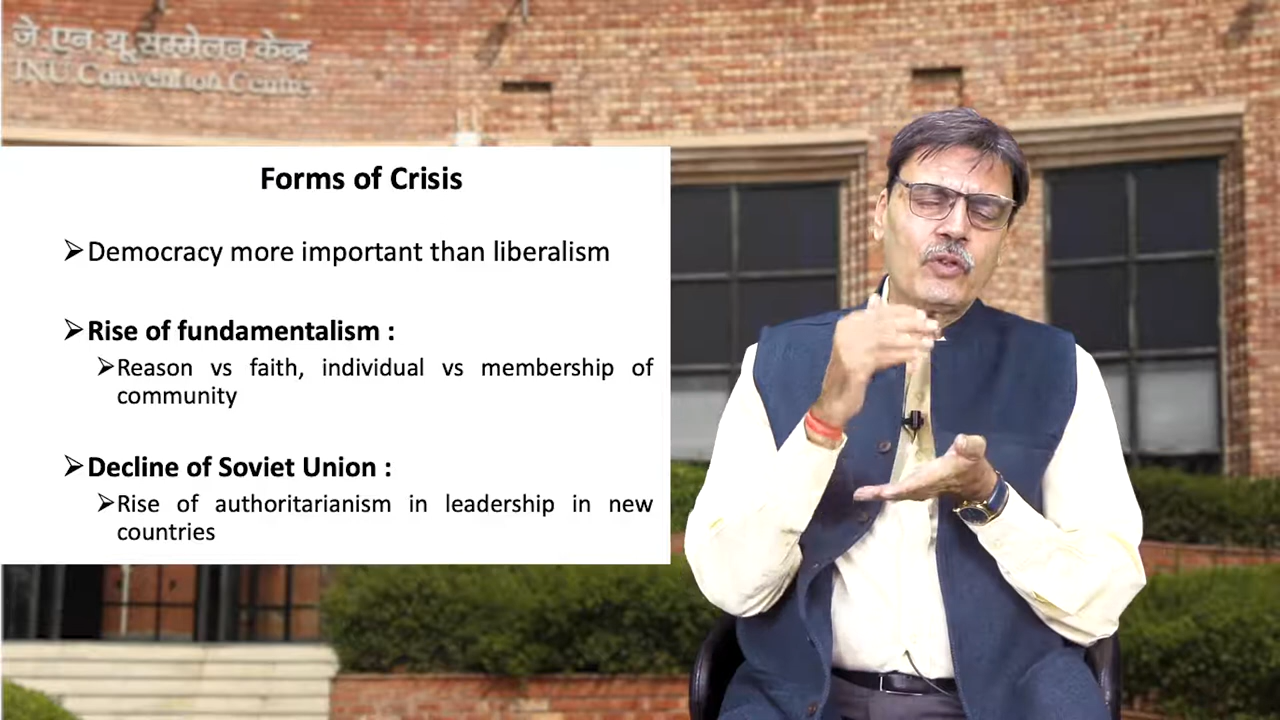 जे एन यू सम्मेलन केन्द्र
JNU Convention Centre
Forms of Crisis
➢Democracy more important than liberalism
➢Rise of fundamentalism :
➢Reason vs faith, individual vs membership of
community
➢Decline of Soviet Union :
➢Rise of authoritarianism in leadership in new
countries